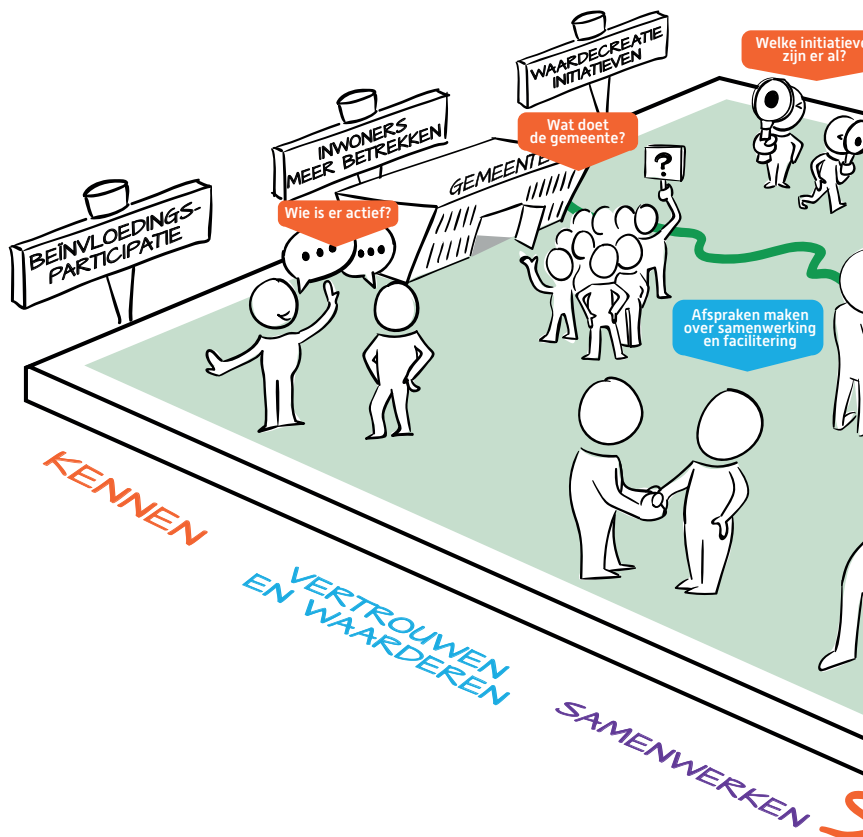 WAARDECREATIE
INITIATIEVEN
Welke initiatieve
zijn er al?
INWONERS
MEER BETREKKEN
Wat doet
de gemeente?
GEMEENTE
?
BEÏNVLOEDINGS-
PARTICIPATIE
Wie is er actief?
Afspraken maken
over samenwerking
en facilitering
KENNEN
VERTROUWEN
EN WAARDEREN
SAMENWERKEN
S